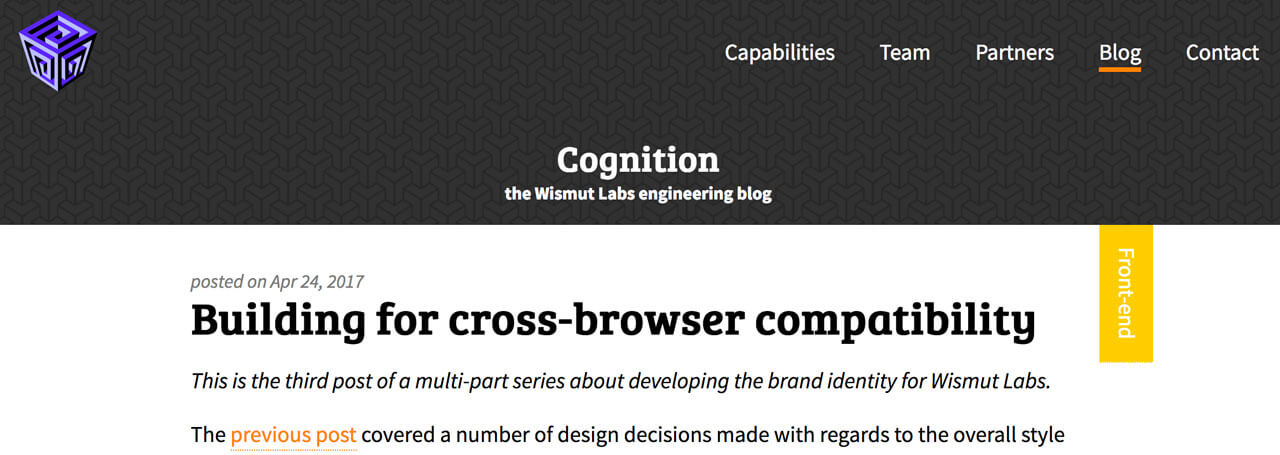 Capabilities Team Partners Blog Contact
Cognition
the Wismut Labs engineering blog
Front-end
posted on Apr 24, 2017
Building for cross-browser compatibility
This is the third post of a multi-part series about developing the brand identity for Wismut Labs.
The previous post covered a number of design decisions made with regards to the overall style